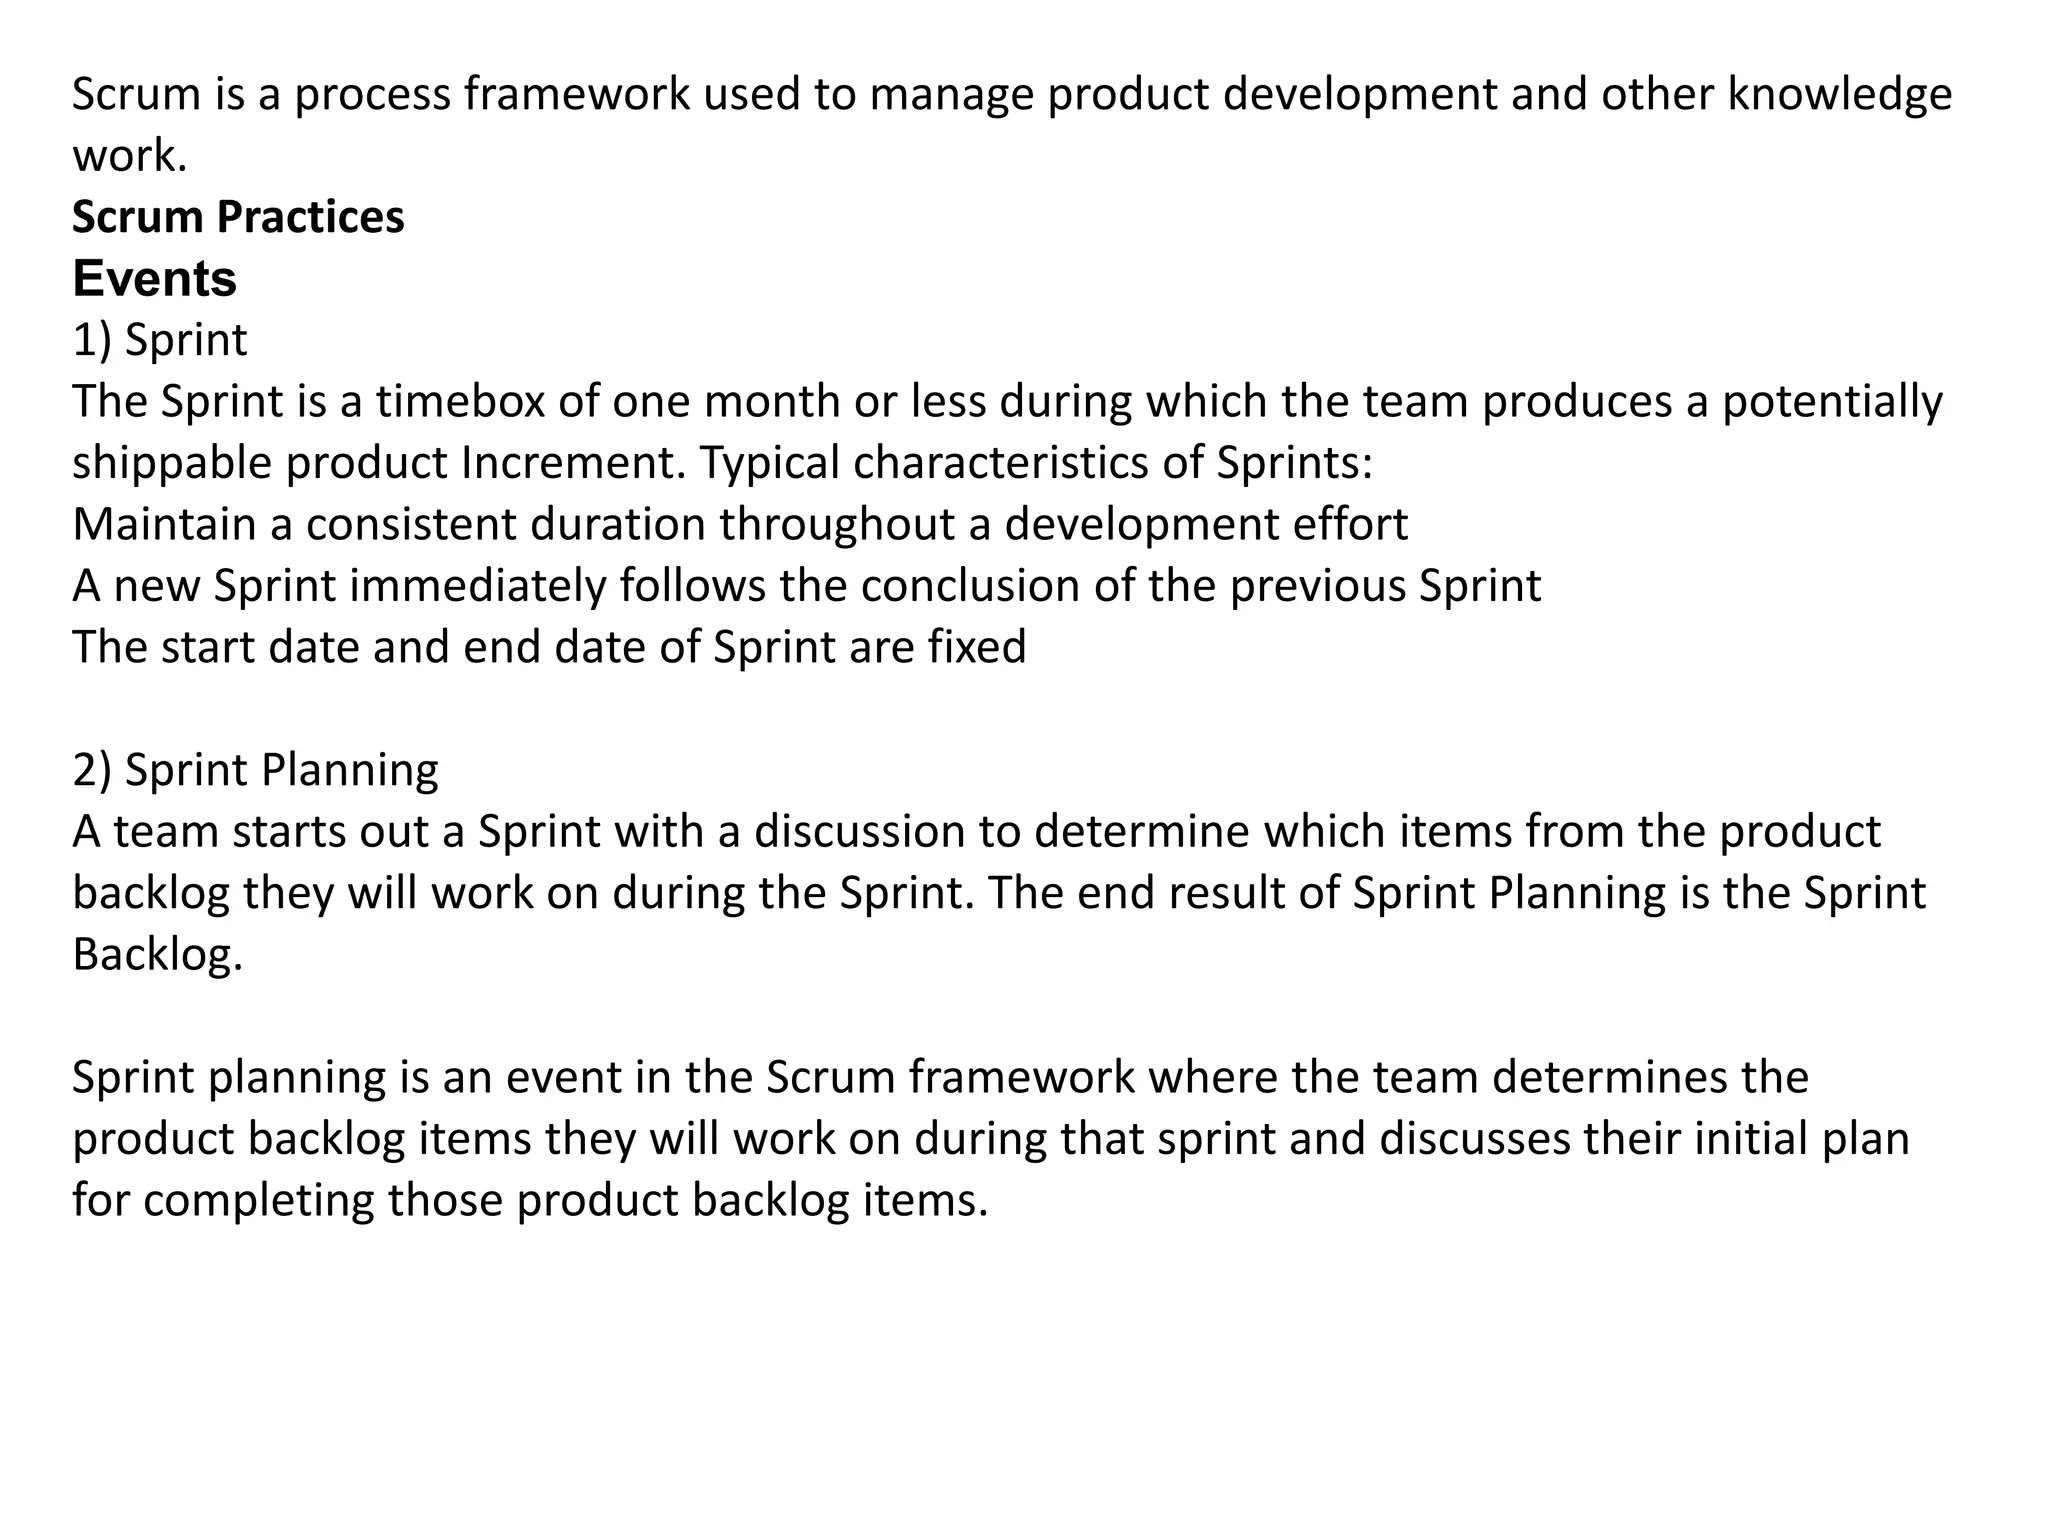 Scrum is a process framework used to manage product development and other knowledge
work.
Scrum Practices
Events
1) Sprint
The Sprint is a timebox of one month or less during which the team produces a potentially
shippable product Increment. Typical characteristics of Sprints:
Maintain a consistent duration throughout a development effort
A new Sprint immediately follows the conclusion of the previous Sprint
The start date and end date of Sprint are fixed
2) Sprint Planning
A team starts out a Sprint with a discussion to determine which items from the product
backlog they will work on during the Sprint. The end result of Sprint Planning is the Sprint
Backlog.
Sprint planning is an event in the Scrum framework where the team determines the
product backlog items they will work on during that sprint and discusses their initial plan
for completing those product backlog items.